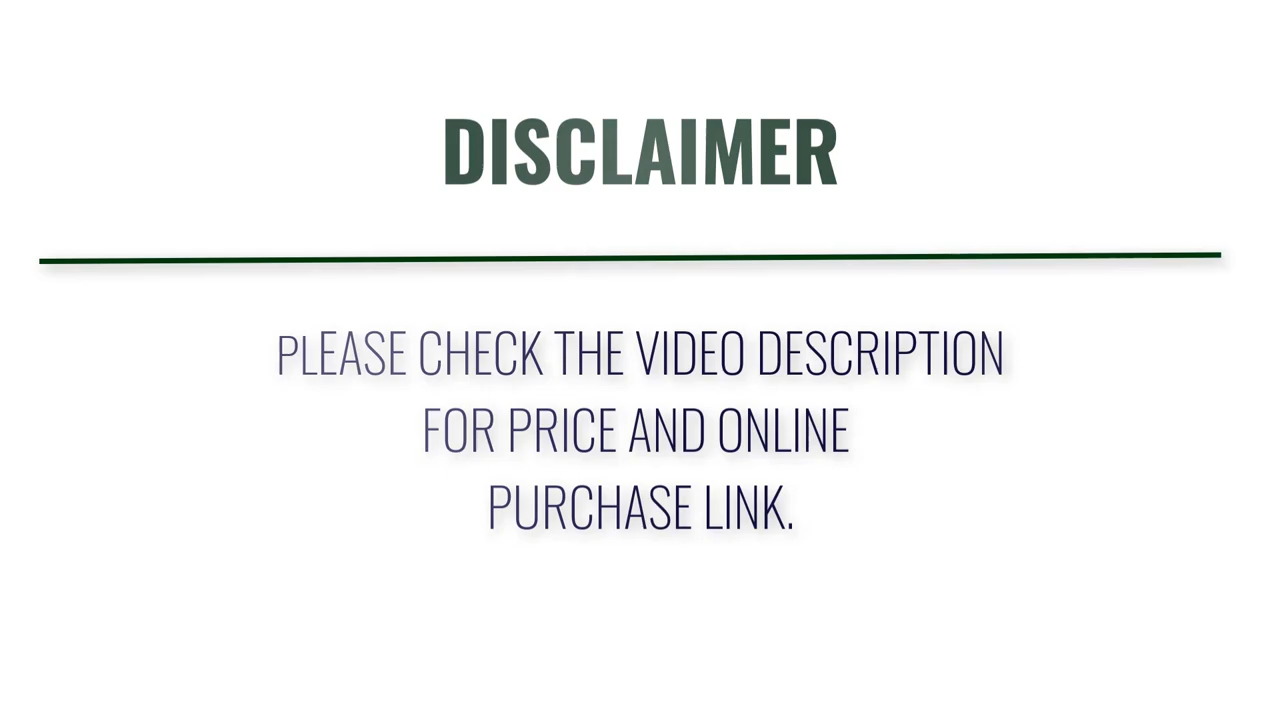 DISCLAIMER
PLEASE CHECK THE VIDEO DESCRIPTION
FOR PRICE AND ONLINE
PURCHASE LINK.